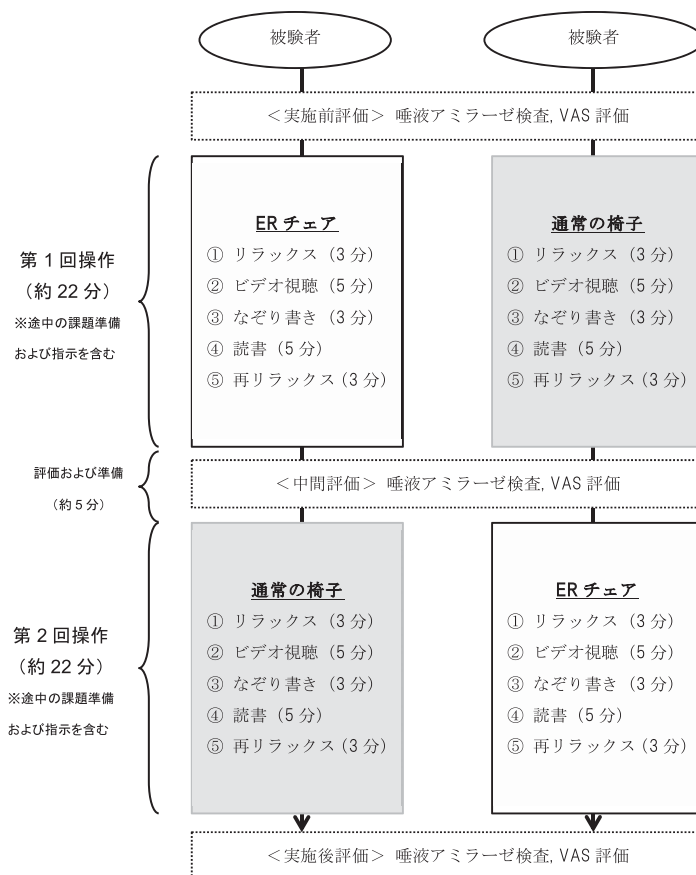 被験者
被験者
＜実施前評価＞ 唾液アミラーゼ検査, VAS 評価
第 1 回操作
（約 22 分）
※途中の課題準備
および指示を含む
ER チェア
① リラックス（3 分）
② ビデオ視聴（5 分）
③ なぞり書き（3 分）
④ 読書（5 分）
⑤ 再リラックス（3 分）
通常の椅子
① リラックス（3 分）
② ビデオ視聴（5 分）
③ なぞり書き（3 分）
④ 読書（5 分）
⑤ 再リラックス（3 分）
評価および準備
（約 5 分）
＜中間評価＞ 唾液アミラーゼ検査, VAS 評価
第 2 回操作
（約 22 分）
※途中の課題準備
および指示を含む
通常の椅子
① リラックス（3 分）
② ビデオ視聴（5 分）
③ なぞり書き（3 分）
④ 読書（5 分）
⑤ 再リラックス（3 分）
ER チェア
① リラックス（3 分）
② ビデオ視聴（5 分）
③ なぞり書き（3 分）
④ 読書（5 分）
⑤ 再リラックス（3 分）
＜実施後評価＞ 唾液アミラーゼ検査, VAS 評価